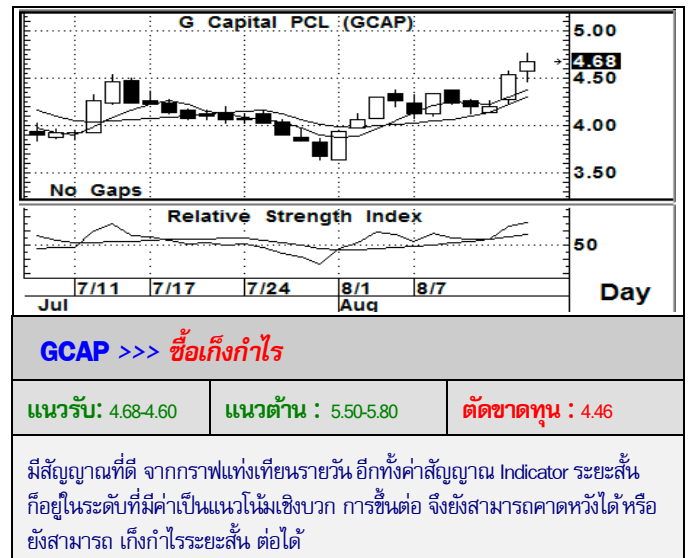 G Capital PCL (GCAP)
5.00
4.68
4.50
4.00
3.50
No Gaps
Relative Strength Index
50
7/11 7/17 7/24 8/1 8/7
Jul Aug
Day
GCAP >>> ซื้อเก็งกำไร
แนวรับ: 4.68-4.60 แนวต้าน : 5.50-5.80 ตัดขาดทุน : 4.46
มีสัญญาณที่ดี จากกราฟแท่งเทียนรายวัน อีกทั้งค่าสัญญาณ Indicator ระยะสั้น
ก็อยู่ในระดับที่มีค่าเป็นแนวโน้มเชิงบวก การขึ้นต่อ จึงยังสามารถคาดหวังได้ หรือ
ยังสามารถ เก็งกำไรระยะสั้น ต่อได้